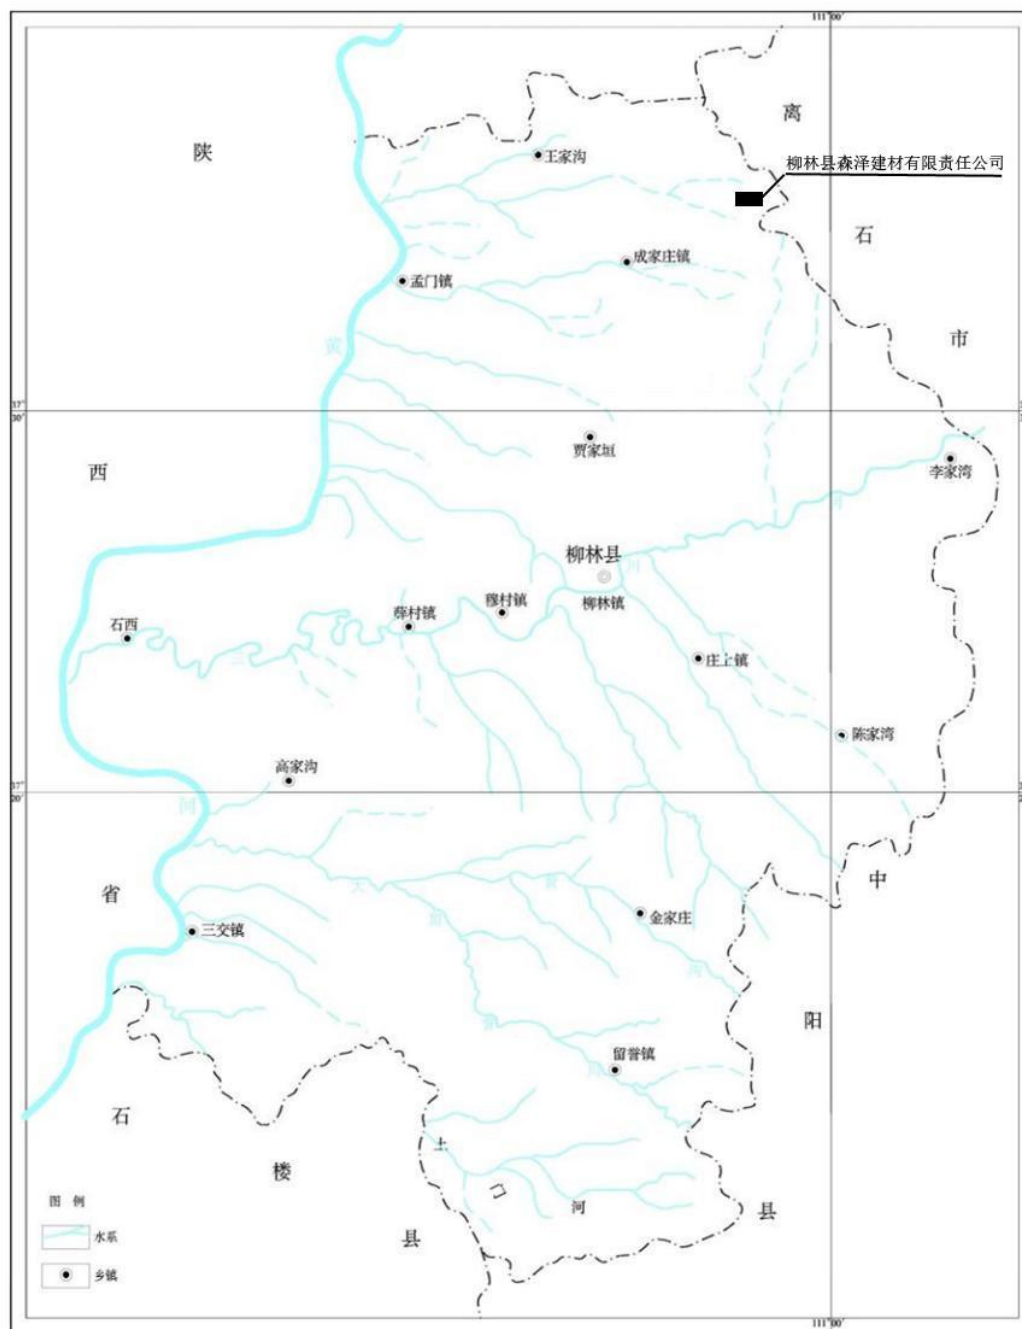 111°00′
离
陕
王家沟
柳林县森泽建材有限责任公司
石
成家庄镇
孟门镇
市
黄
37°
30′
贾家垣
西
李家湾
柳林县
川
柳林镇
穆村镇
薛村镇
石西
三
庄上镇
陈家湾
高家沟
37°
20′
河
中
省
金家庄
三交镇
沟
阳
留誉镇
石
土
楼
河
县
县
图 例
水系
乡镇
111°00′